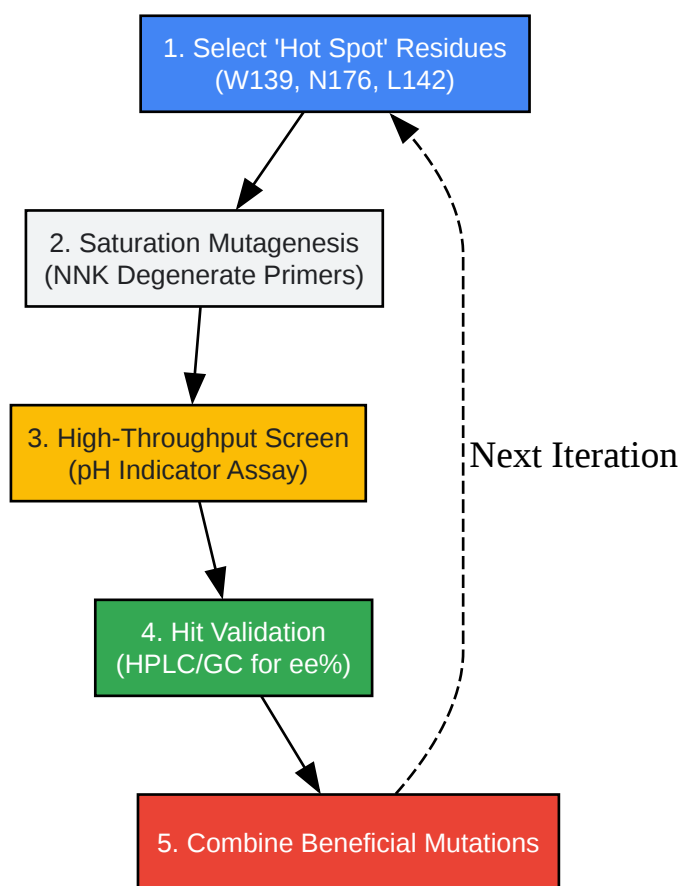 1. Select 'Hot Spot' Residues
(W139, N176, L142)
2. Saturation Mutagenesis
(NNK Degenerate Primers)
3. High-Throughput Screen
(pH Indicator Assay)
Next Iteration
4. Hit Validation
(HPLC/GC for ee%)
5. Combine Beneficial Mutations